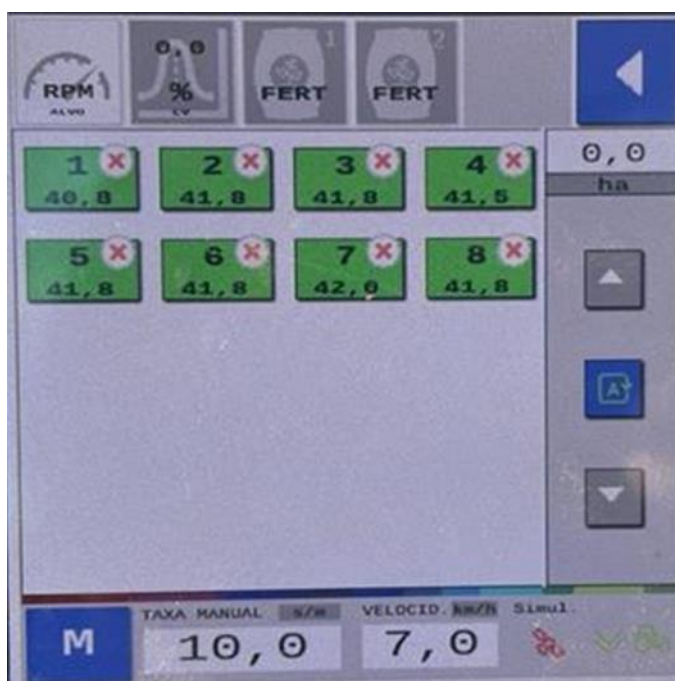 0,0 1 2
RPM % FERT FERT
ALVO CV
1 2 3 4 0,0
40,8 41,8 41,8 41,5 ha
5 6 7 8
41,8 41,8 42,0 41,8
A
TAXA MANUAL s/m VELOCID. km/h Simul.
M 10,0 7,0